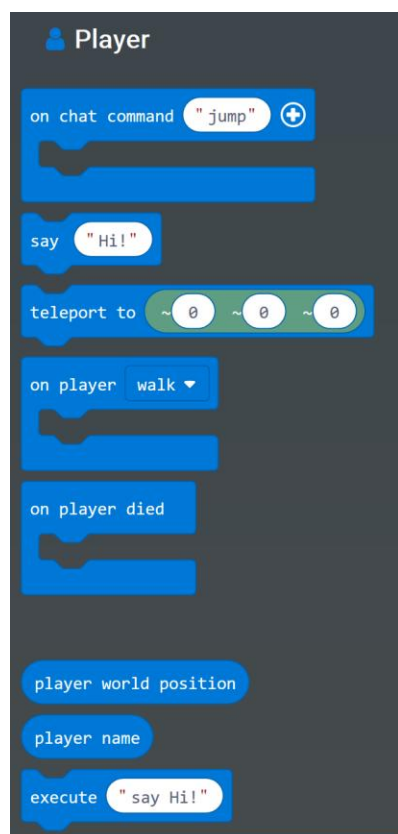 Player
on chat command "jump"
say "Hi!"
teleport to ~ 0 ~ 0 ~ 0
on player walk
on player died
player world position
player name
execute "say Hi!"